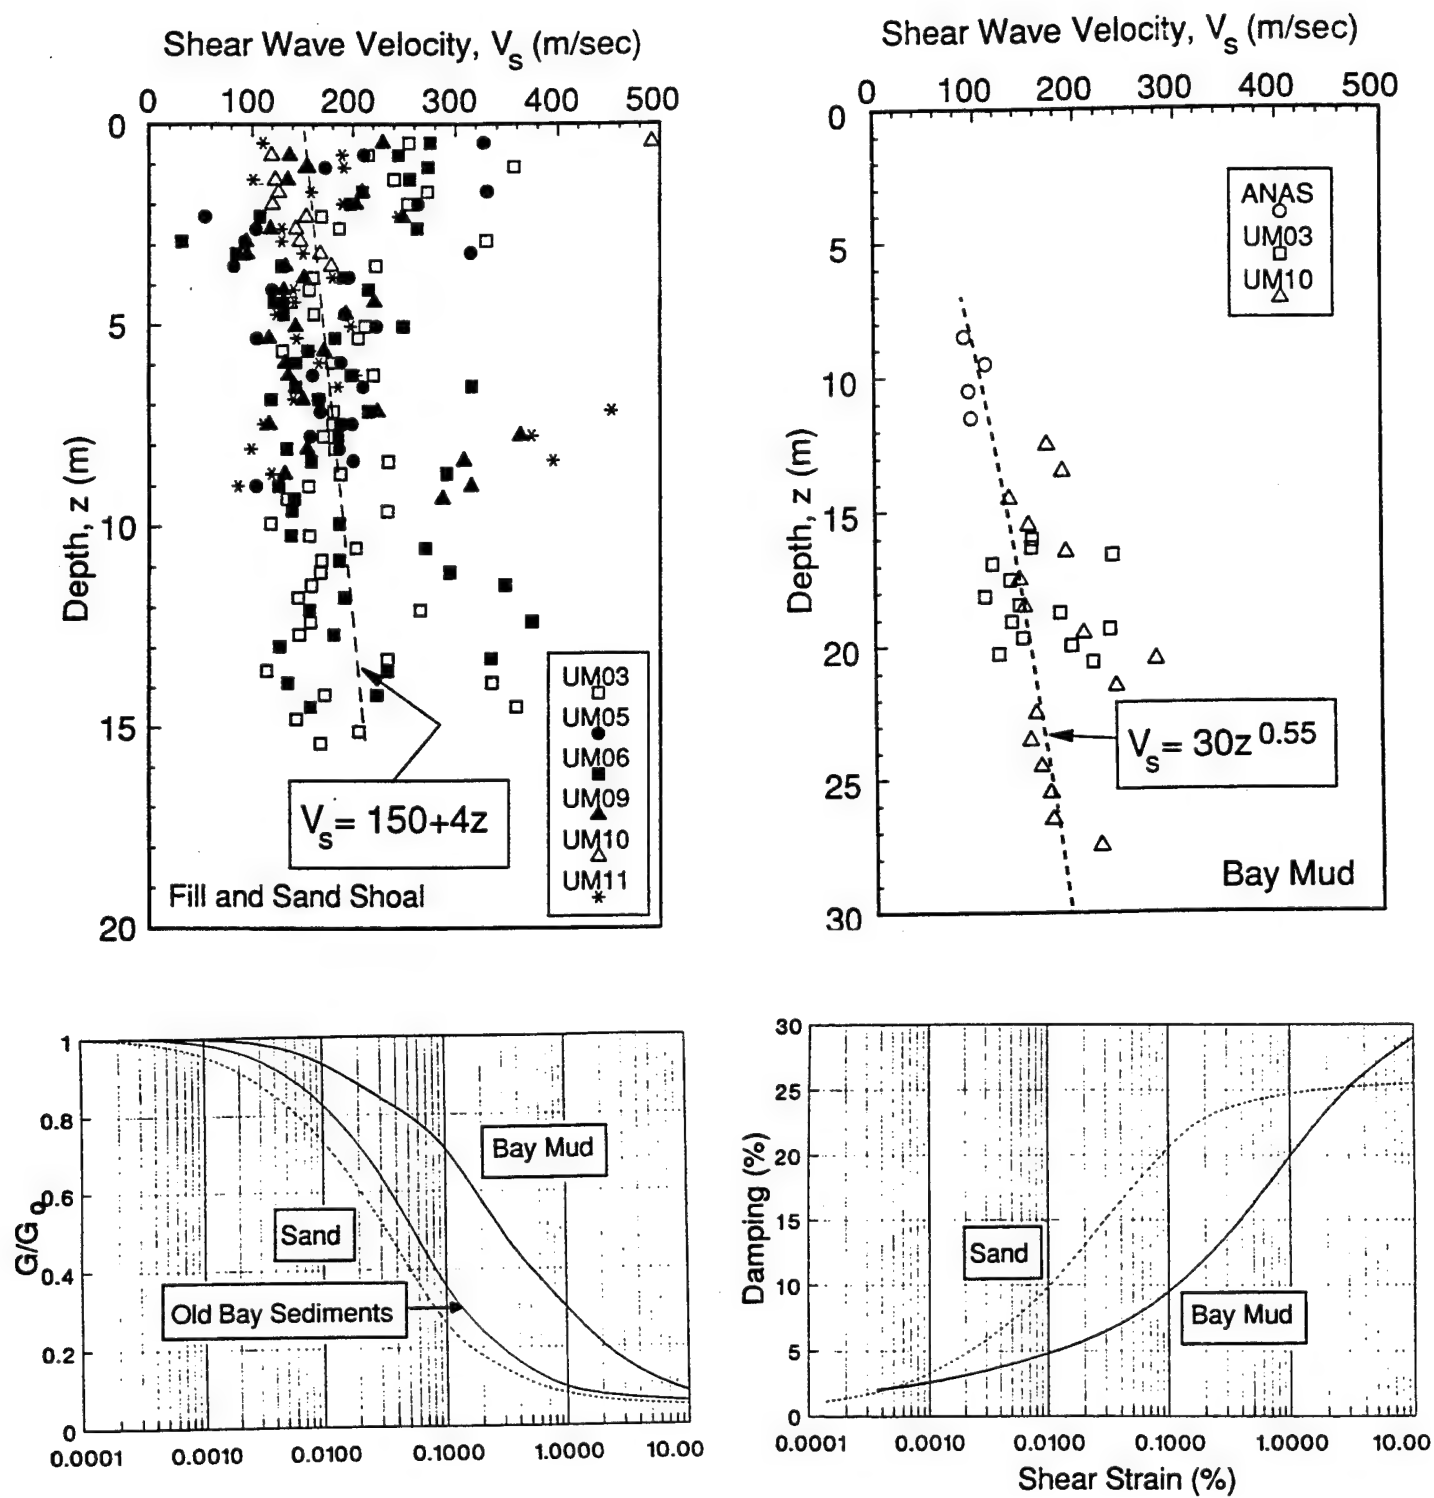 Shear Wave Velocity, Vs (m/sec)
0 100 200 300 400 500
0
5
10
15
20
Depth, z (m)
UM03
UM05
UM06
UM09
UM10
UM11
Vs= 150+4z
Fill and Sand Shoal
Shear Wave Velocity, Vs (m/sec)
0 100 200 300 400 500
0
5
10
15
20
25
30
Depth, z (m)
ANAS
UM03
UM10
Vs= 30z^0.55
Bay Mud
1
0.8
0.6
0.4
0.2
0
G/Go
Bay Mud
Sand
Old Bay Sediments
0.0001 0.0010 0.0100 0.1000 1.0000 10.00
30
25
20
15
10
5
0
Damping (%)
Sand
Bay Mud
0.0001 0.0010 0.0100 0.1000 1.0000 10.00
Shear Strain (%)